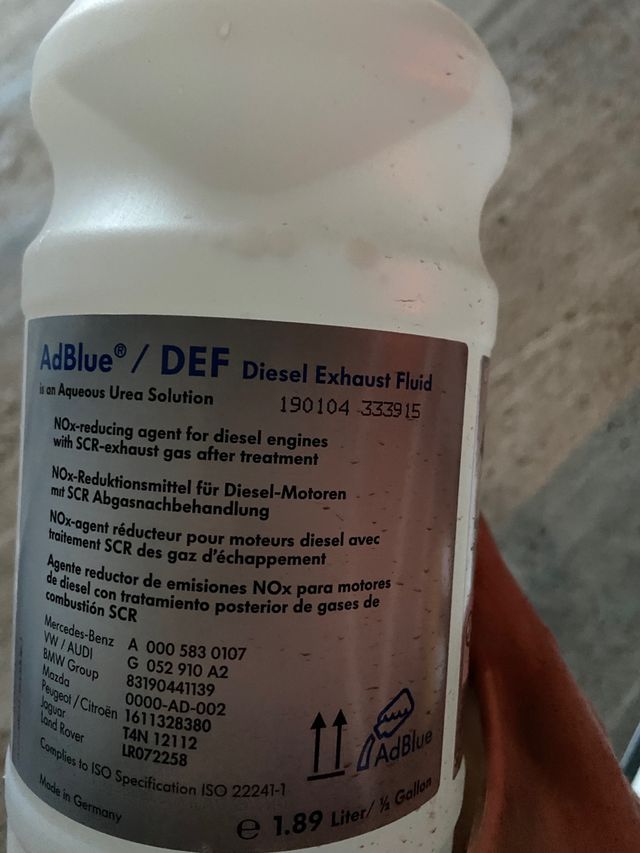 AdBlue® / DEF Diesel Exhaust Fluid
is an Aqueous Urea Solution
190104 333915
NOx-reducing agent for diesel engines
with SCR-exhaust gas after treatment
NOx-Reduktionsmittel für Diesel-Motoren
mit SCR Abgasnachbehandlung
NOx-agent réducteur pour moteurs diesel avec
traitement SCR des gaz d'échappement
Agente reductor de emisiones NOx para motores
de diesel con tratamiento posterior de gases de
combustión SCR
Mercedes-Benz A 000 583 0107
VW / AUDI G 052 910 A2
BMW Group 83190441139
Mazda 0000-AD-002
Peugeot / Citroën 1611328380
Jaguar T4N 12112
Land Rover LR072258
Complies to ISO Specification ISO 22241-1
Made in Germany
AdBlue
e 1.89 Liter/ ½ Gallon